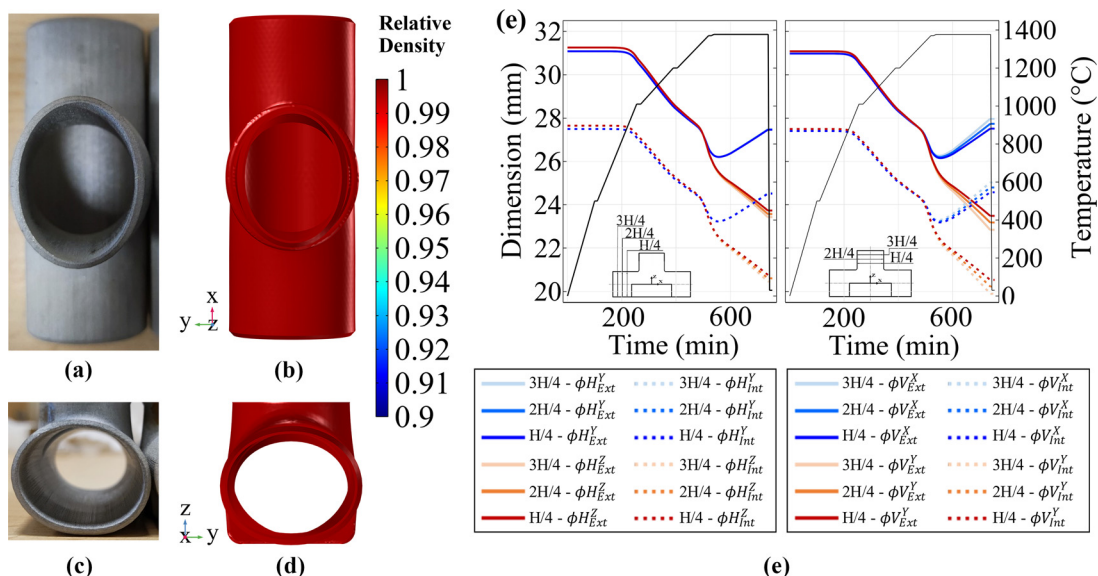 Relative
Density
1
0.99
0.98
0.97
0.96
0.95
0.94
0.93
0.92
0.91
0.9
x
y
z
(a)
(b)
z
x
y
(c)
(d)
(e)
Dimension (mm)
32
30
28
26
24
22
20
200
600
Time (min)
3H/4
2H/4
H/4
z
x
200
600
Time (min)
2H/4
3H/4
H/4
z
x
1400
1200
1000
800
600
400
200
0
Temperature (°C)
3H/4 - ϕH^Y_Ext 3H/4 - ϕH^Y_Int
2H/4 - ϕH^Y_Ext 2H/4 - ϕH^Y_Int
H/4 - ϕH^Y_Ext H/4 - ϕH^Y_Int
3H/4 - ϕH^Z_Ext 3H/4 - ϕH^Z_Int
2H/4 - ϕH^Z_Ext 2H/4 - ϕH^Z_Int
H/4 - ϕH^Z_Ext H/4 - ϕH^Z_Int
3H/4 - ϕV^X_Ext 3H/4 - ϕV^X_Int
2H/4 - ϕV^X_Ext 2H/4 - ϕV^X_Int
H/4 - ϕV^X_Ext H/4 - ϕV^X_Int
3H/4 - ϕV^Y_Ext 3H/4 - ϕV^Y_Int
2H/4 - ϕV^Y_Ext 2H/4 - ϕV^Y_Int
H/4 - ϕV^Y_Ext H/4 - ϕV^Y_Int
(e)